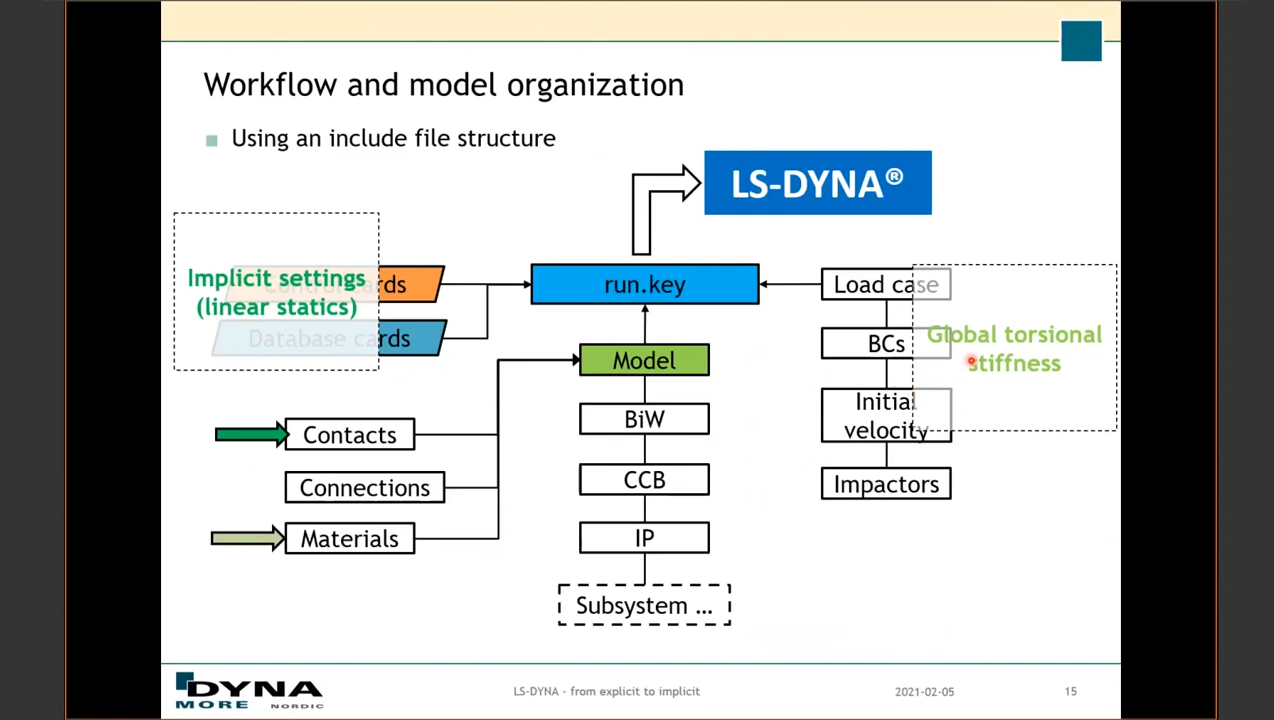 Workflow and model organization
Using an include file structure
LS-DYNA®
Implicit settings
(linear statics)
Control cards
Database cards
run.key
Load case
Global torsional
stiffness
BCs
Model
Initial
velocity
BiW
Contacts
CCB
Connections
Impactors
Materials
IP
Subsystem ...
DYNA
MORE NORDIC
LS-DYNA - from explicit to implicit
2021-02-05
15